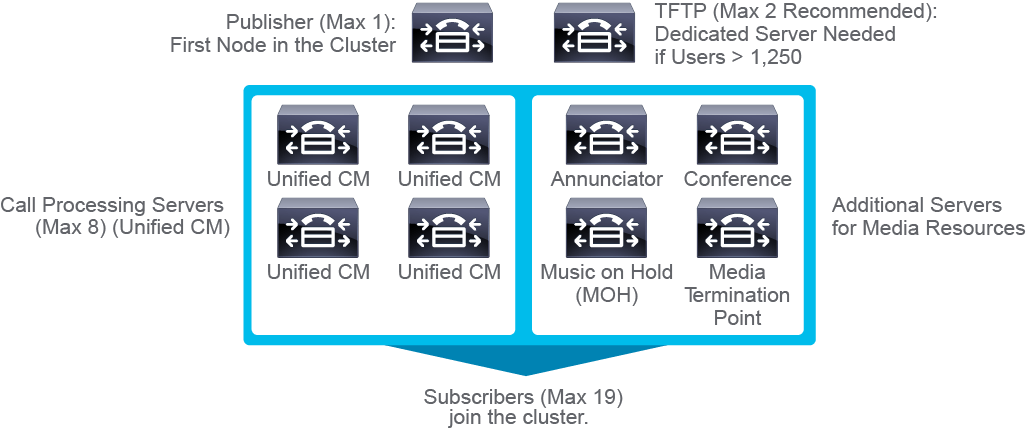 Publisher (Max 1):
First Node in the Cluster
TFTP (Max 2 Recommended):
Dedicated Server Needed
if Users > 1,250
Call Processing Servers
(Max 8) (Unified CM)
Unified CM
Unified CM
Unified CM
Unified CM
Annunciator
Conference
Music on Hold
(MOH)
Media
Termination
Point
Additional Servers
for Media Resources
Subscribers (Max 19)
join the cluster.